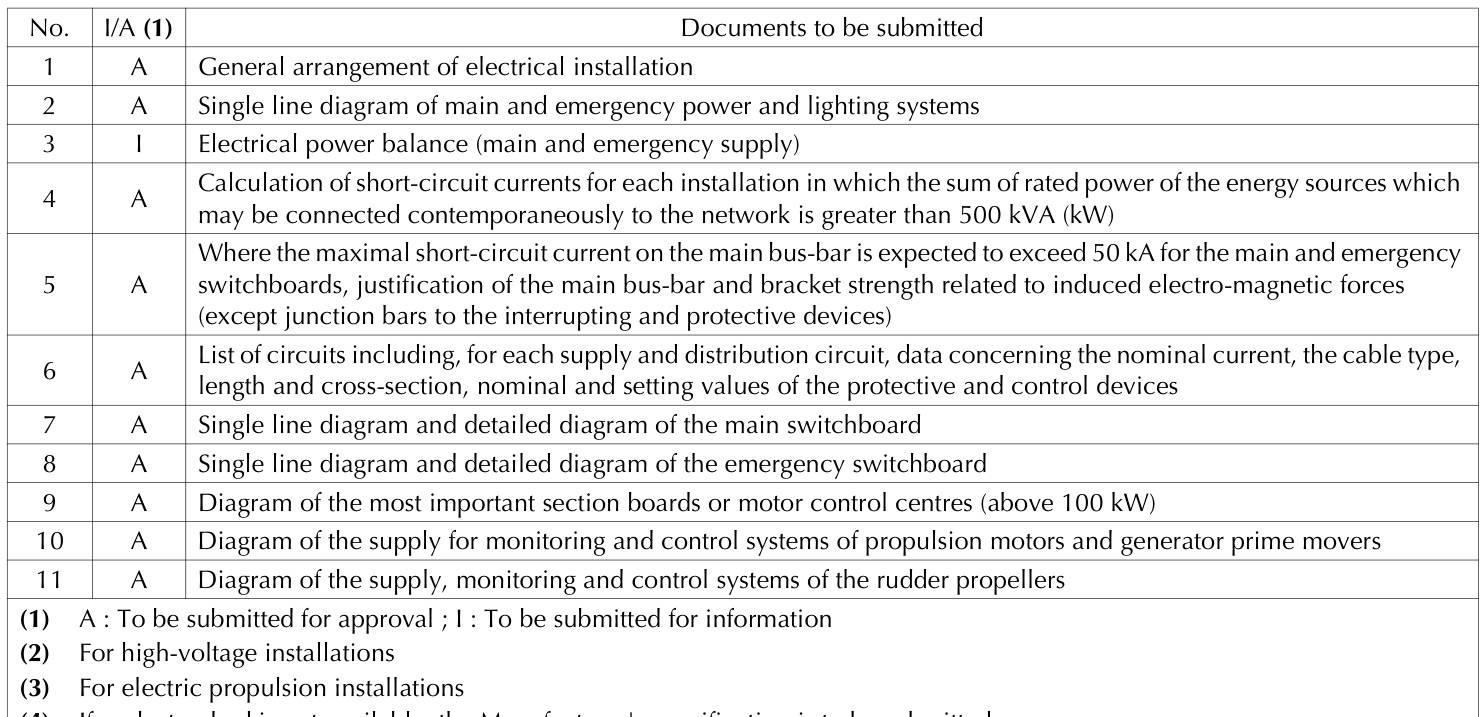 No. I/A (1) Documents to be submitted
1 A General arrangement of electrical installation
2 A Single line diagram of main and emergency power and lighting systems
3 I Electrical power balance (main and emergency supply)
4 A Calculation of short-circuit currents for each installation in which the sum of rated power of the energy sources which
may be connected contemporaneously to the network is greater than 500 kVA (kW)
5 A Where the maximal short-circuit current on the main bus-bar is expected to exceed 50 kA for the main and emergency
switchboards, justification of the main bus-bar and bracket strength related to induced electro-magnetic forces
(except junction bars to the interrupting and protective devices)
6 A List of circuits including, for each supply and distribution circuit, data concerning the nominal current, the cable type,
length and cross-section, nominal and setting values of the protective and control devices
7 A Single line diagram and detailed diagram of the main switchboard
8 A Single line diagram and detailed diagram of the emergency switchboard
9 A Diagram of the most important section boards or motor control centres (above 100 kW)
10 A Diagram of the supply for monitoring and control systems of propulsion motors and generator prime movers
11 A Diagram of the supply, monitoring and control systems of the rudder propellers
(1) A : To be submitted for approval ; I : To be submitted for information
(2) For high-voltage installations
(3) For electric propulsion installations